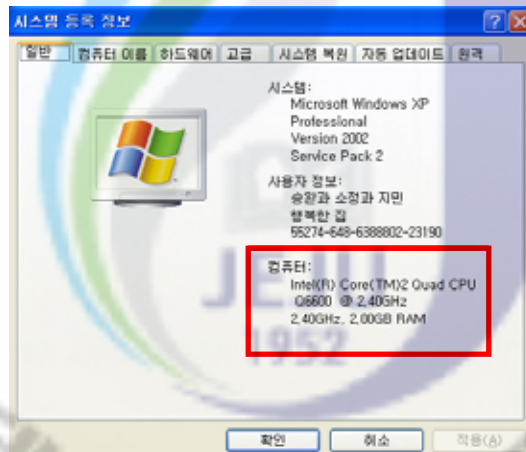 시스템 등록 정보
일반 컴퓨터 이름 하드웨어 고급 시스템 복원 자동 업데이트 원격
시스템:
Microsoft Windows XP
Professional
Version 2002
Service Pack 2
사용자 정보:
승완과 소정과 지민
행복한 집
55274-648-6388802-23190
컴퓨터:
Intel(R) Core(TM)2 Quad CPU
Q6600 @ 2,40GHz
2,40GHz, 2,00GB RAM
JEJU
1952
확인 취소 적용(A)